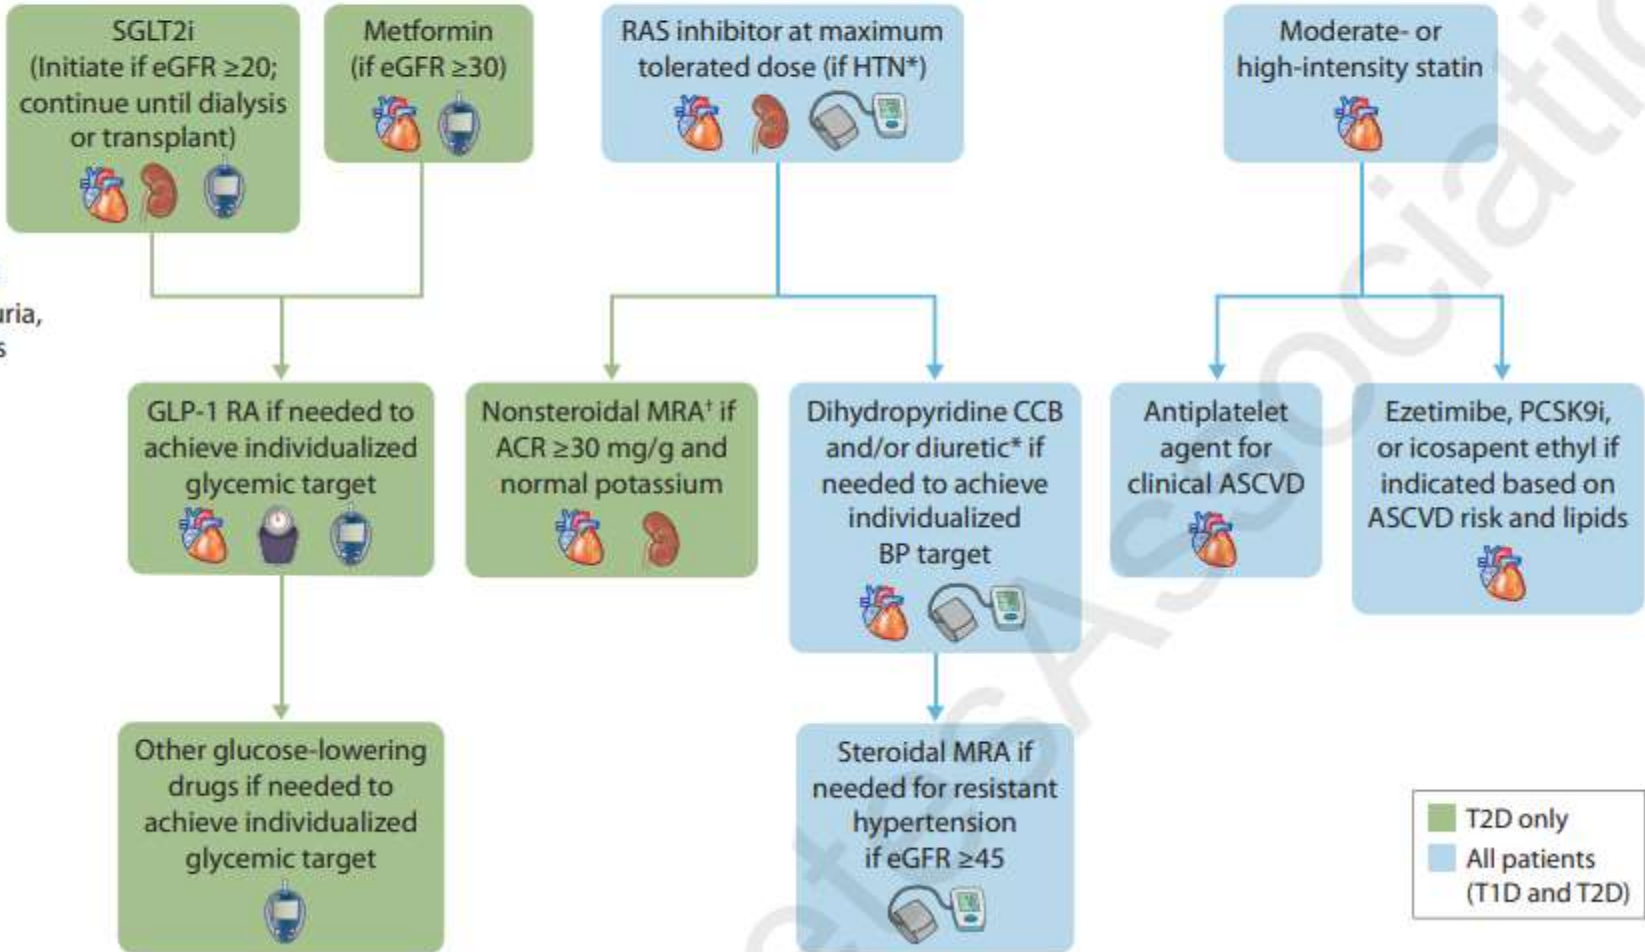 SGLT2i
(Initiate if eGFR ≥20;
continue until dialysis
or transplant)
Metformin
(if eGFR ≥30)
RAS inhibitor at maximum
tolerated dose (if HTN*)
Moderate- or
high-intensity statin
uria,
s
GLP-1 RA if needed to
achieve individualized
glycemic target
Nonsteroidal MRA† if
ACR ≥30 mg/g and
normal potassium
Dihydropyridine CCB
and/or diuretic* if
needed to achieve
individualized
BP target
Antiplatelet
agent for
clinical ASCVD
Ezetimibe, PCSK9i,
or icosapent ethyl if
indicated based on
ASCVD risk and lipids
Other glucose-lowering
drugs if needed to
achieve individualized
glycemic target
Steroidal MRA if
needed for resistant
hypertension
if eGFR ≥45
T2D only
All patients
(T1D and T2D)